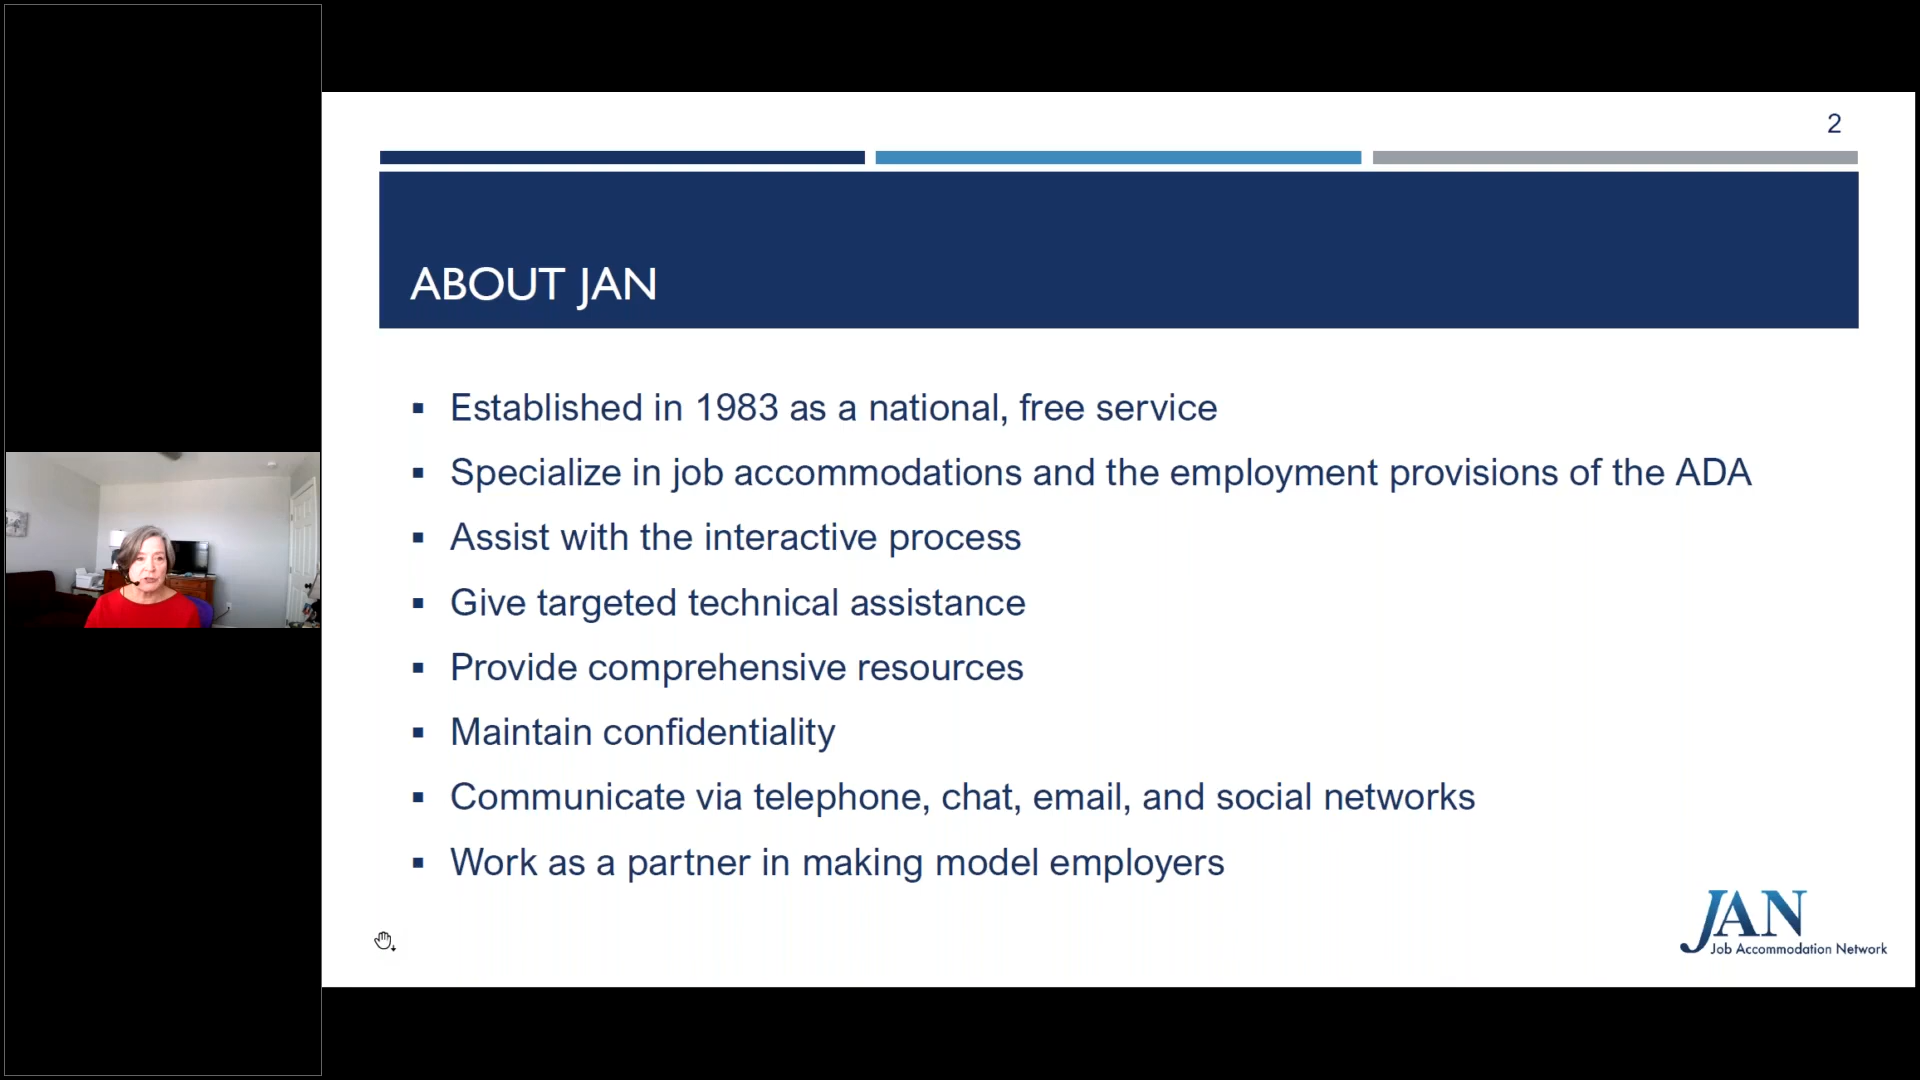 2
ABOUT JAN
▪ Established in 1983 as a national, free service
▪ Specialize in job accommodations and the employment provisions of the ADA
▪ Assist with the interactive process
▪ Give targeted technical assistance
▪ Provide comprehensive resources
▪ Maintain confidentiality
▪ Communicate via telephone, chat, email, and social networks
▪ Work as a partner in making model employers
JAN
Job Accommodation Network